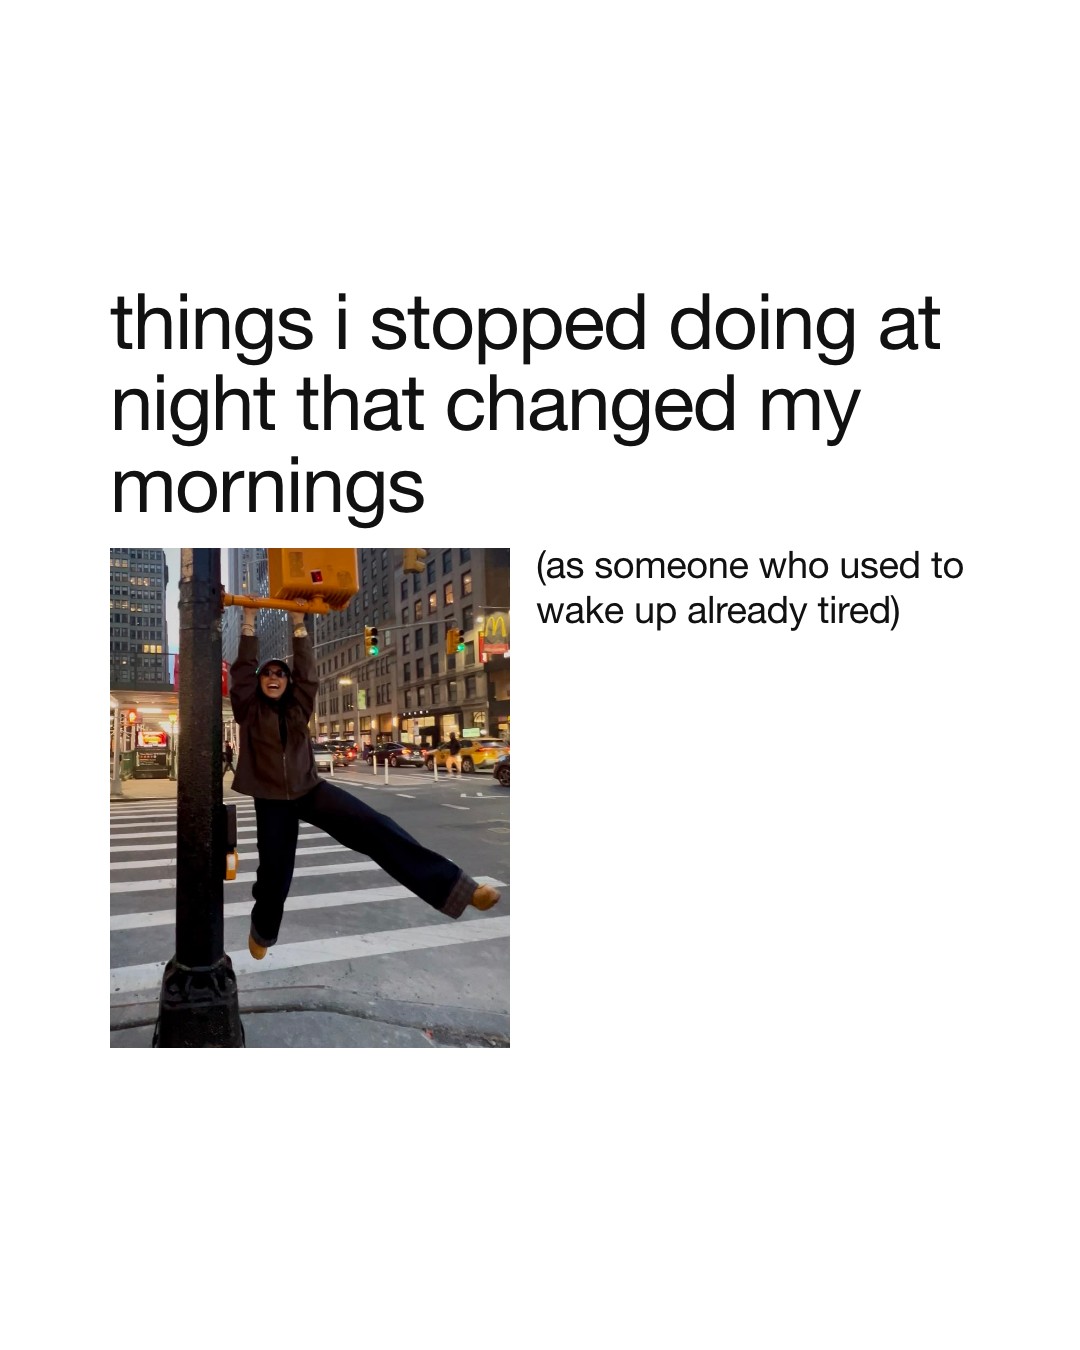 things i stopped doing at
night that changed my
mornings
(as someone who used to
wake up already tired)